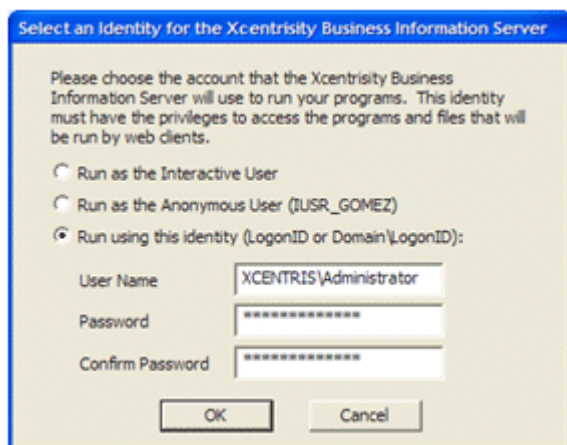 Select an Identity for the Xcentrisity Business Information Server
Please choose the account that the Xcentrisity Business
Information Server will use to run your programs. This identity
must have the privileges to access the programs and files that will
be run by web clients.
Run as the Interactive User
Run as the Anonymous User (IUSR_GOMEZ)
Run using this identity (LogonID or Domain\LogonID):
User Name XCENTRIS\Administrator
Password *************
Confirm Password *************
OK Cancel